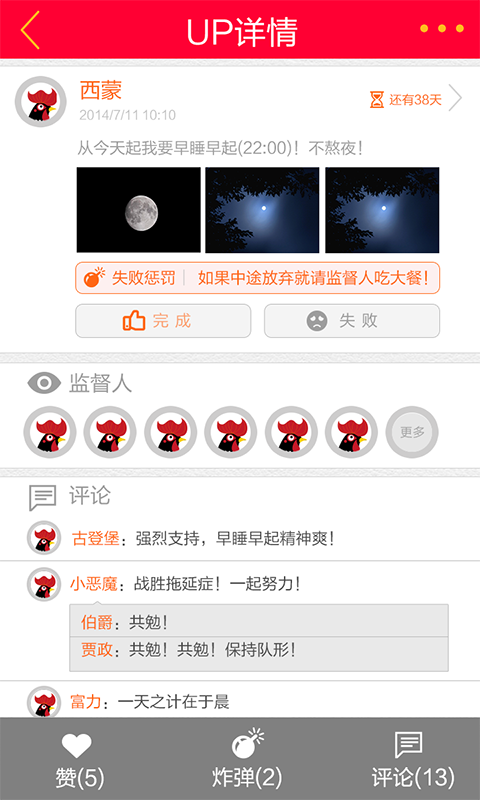 UP详情
西蒙
还有38天
2014/7/11 10:10
从今天起我要早睡早起(22:00)！不熬夜！
失败惩罚 如果中途放弃就请监督人吃大餐！
完成 失败
监督人
更多
评论
古登堡：强烈支持，早睡早起精神爽！
小恶魔：战胜拖延症！一起努力！
伯爵：共勉！
贾政：共勉！共勉！保持队形！
富力：一天之计在于晨
赞(5) 炸弹(2) 评论(13)